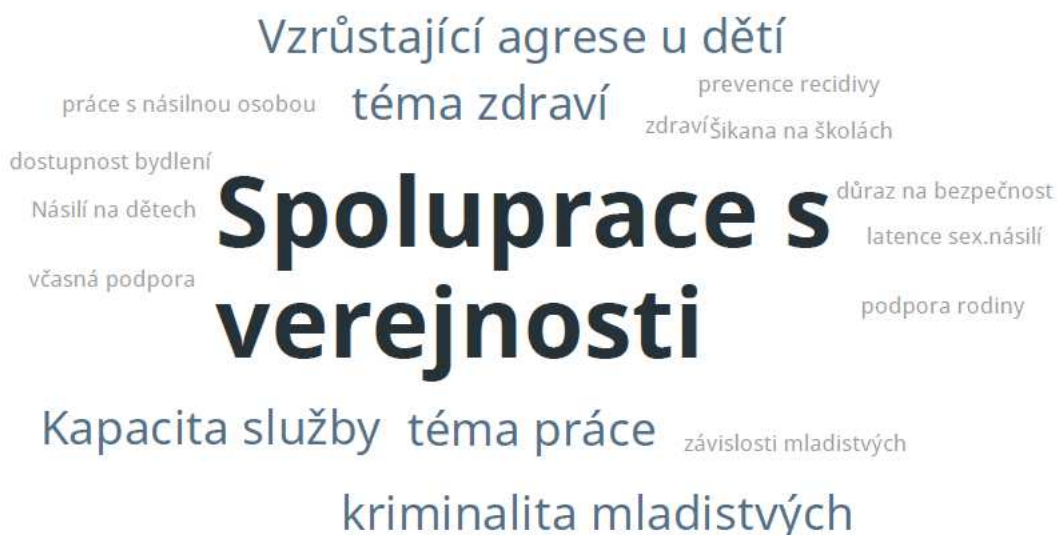 Vzrůstající agrese u dětí
prevence recidivy
práce s násilnou osobou
téma zdraví
zdraví
Šikana na školách
dostupnost bydlení
Spoluprace s
verejnosti
důraz na bezpečnost
Násilí na dětech
latence sex.násilí
včasná podpora
podpora rodiny
Kapacita služby
téma práce
závislosti mladistvých
kriminalita mladistvých